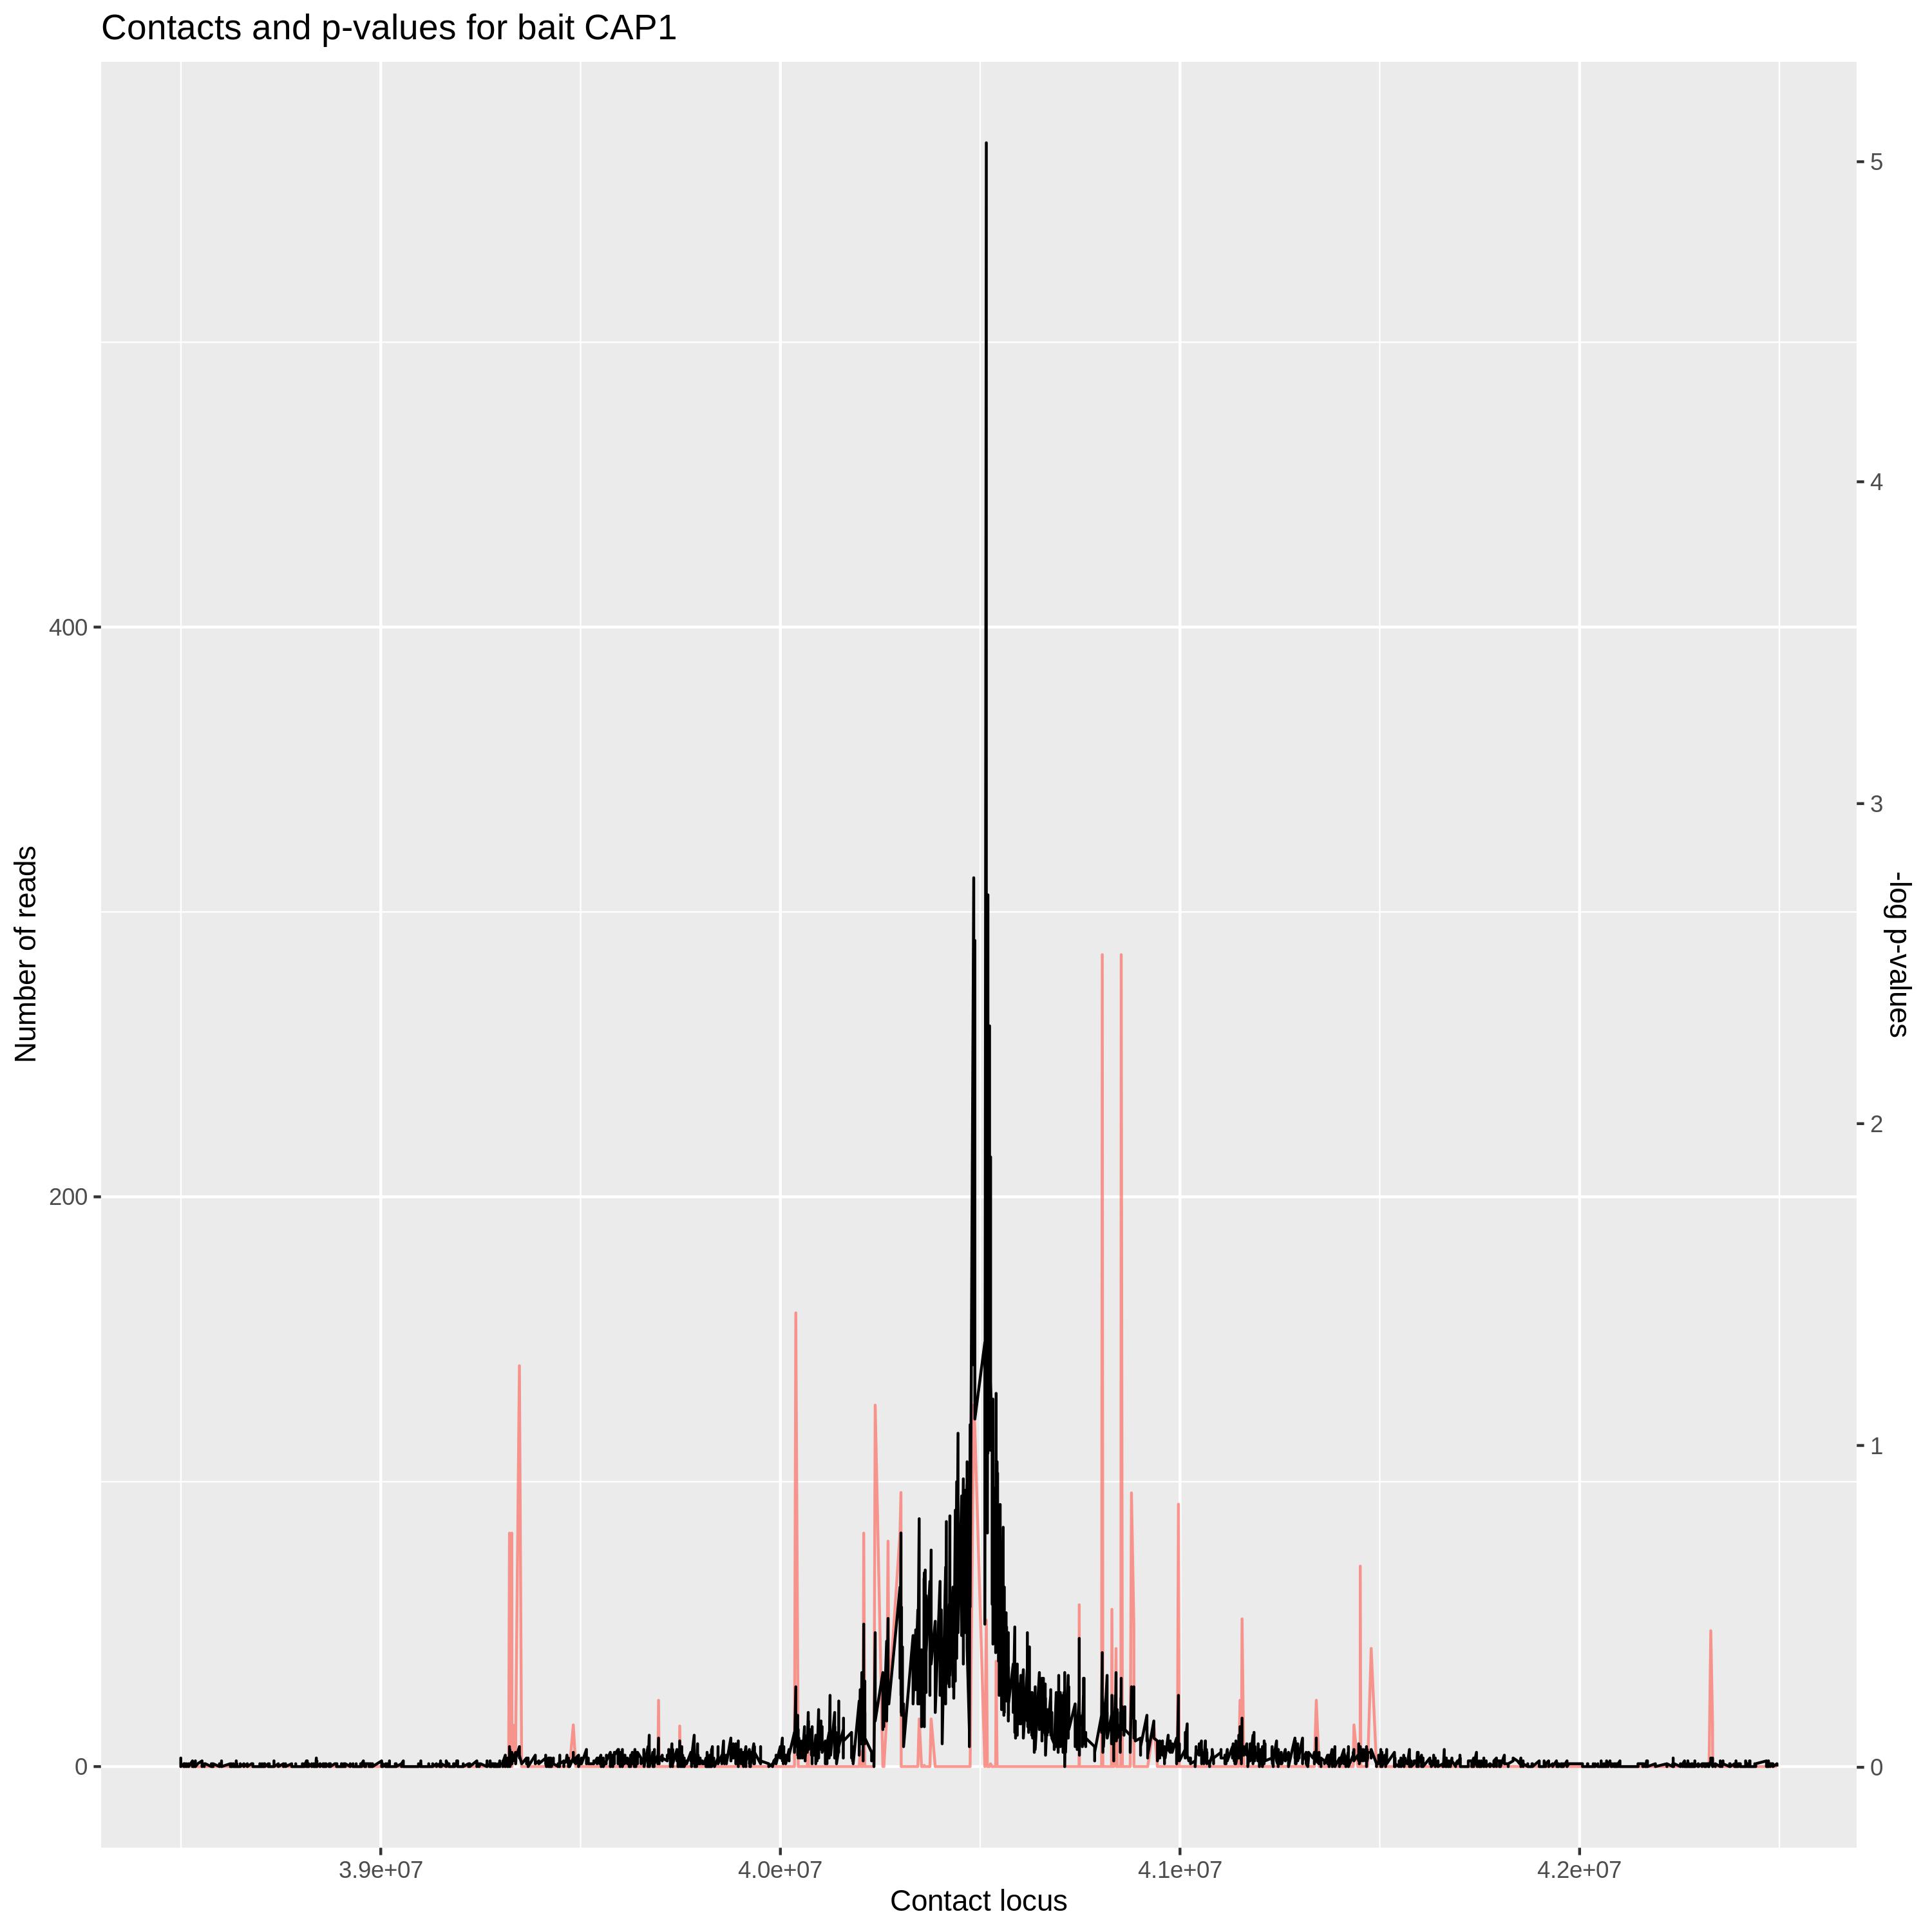 Contacts and p-values for bait CAP1
Number of reads
400
200
0
5
4
3
2
1
0
-log p-values
3.9e+07
4.0e+07
4.1e+07
4.2e+07
Contact locus